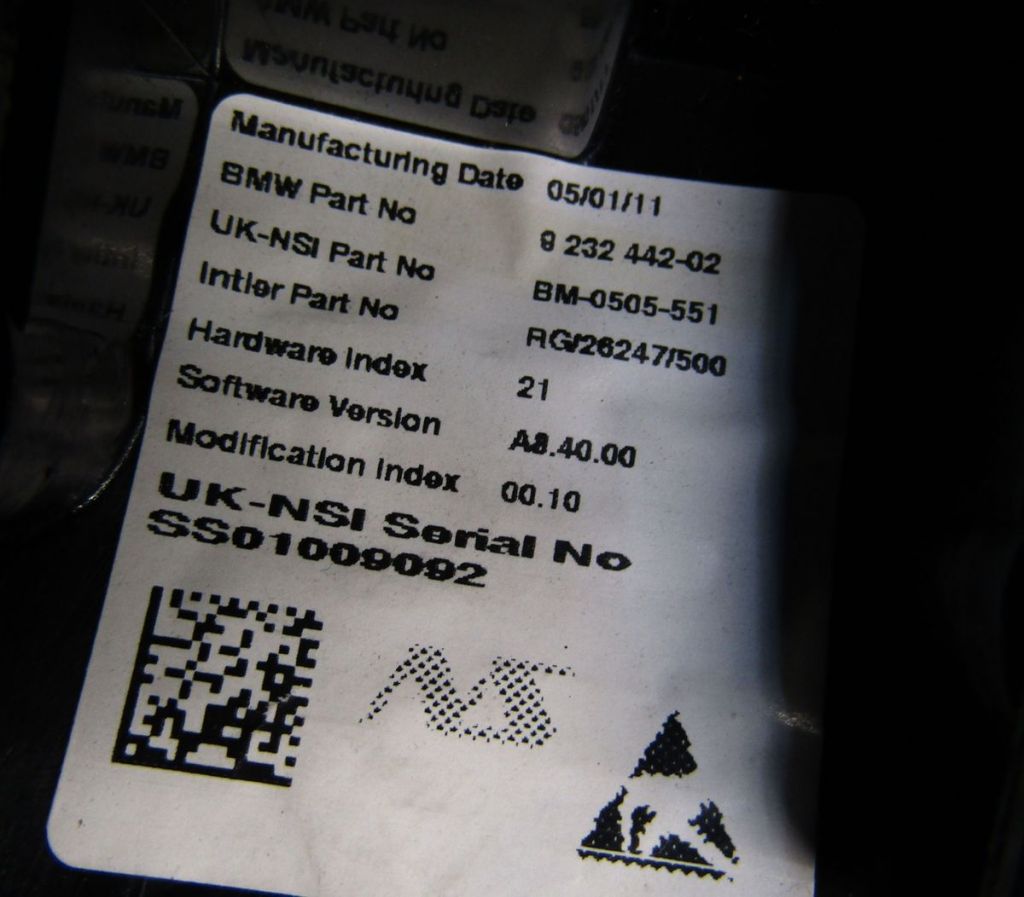 Manufacturing Date 05/01/11
BMW Part No 9 232 442-02
UK-NSI Part No BM-0505-551
Intier Part No RG/26247/500
Hardware Index 21
Software Version A8.40.00
Modification Index 00.10
UK-NSI Serial No
SS01009092
NS